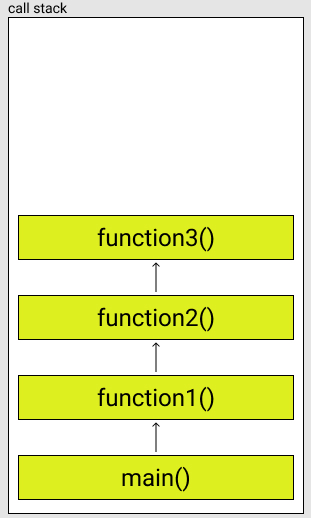 call stack
function3()
function2()
function1()
main()